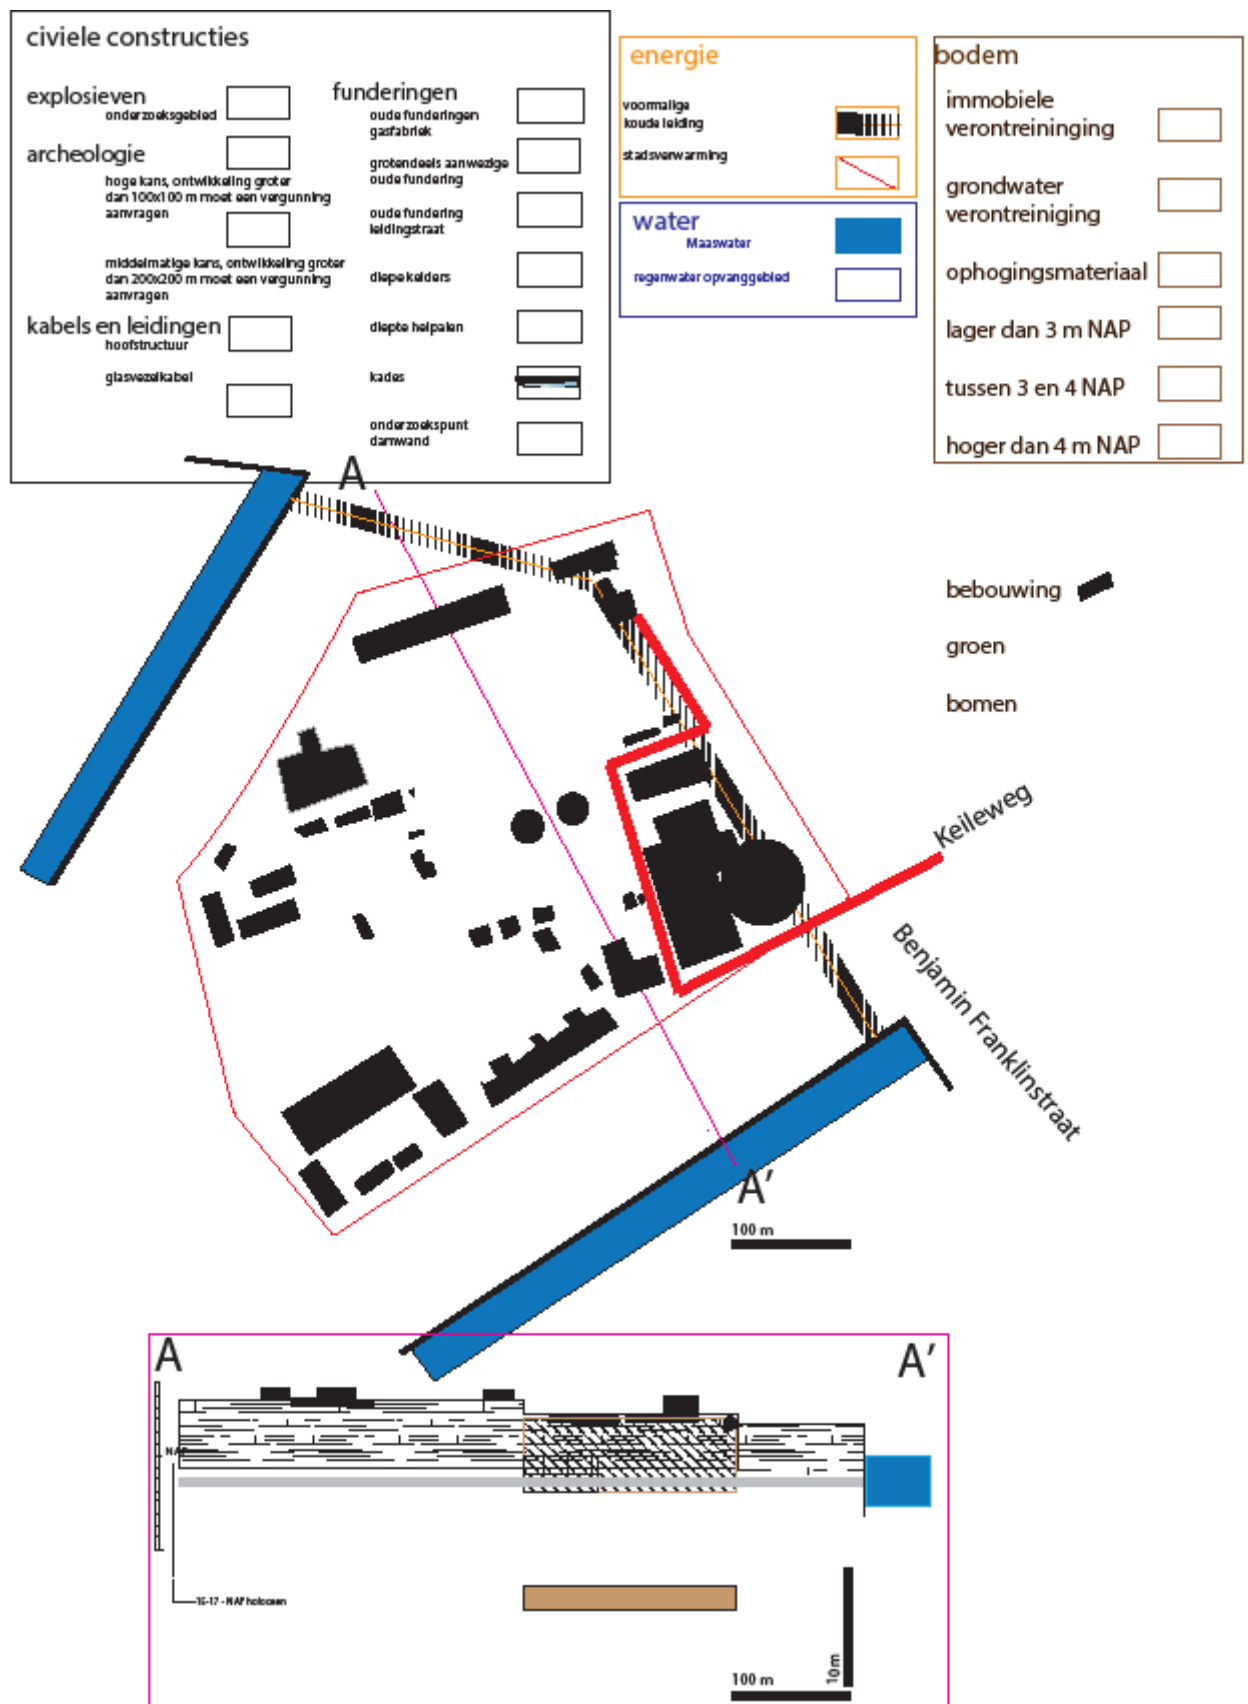 civiele constructies
explosieven
onderzoeksgebied
archeologie
hoge kans, ontwikkeling groter
dan 100x100 m moet een vergunning
aanvragen
middelmatige kans, ontwikkeling groter
dan 200x200 m moet een vergunning
aanvragen
kabels en leidingen
hoofstructuur
glasvezelkabel
funderingen
oude funderingen
gasfabriek
grotendeels aanwezige
oude fundering
oude fundering
leidingstraat
diepe kelders
diepte heipalen
kades
onderzoekspunt
damwand
energie
voormalige
koude leiding
stadsverwarming
water
Maaswater
regenwater opvanggebied
bodem
immobiele
verontreininging
grondwater
verontreiniging
ophogingsmateriaal
lager dan 3 m NAP
tussen 3 en 4 NAP
hoger dan 4 m NAP
bebouwing
groen
bomen
A
1
Keileweg
Benjamin Franklinstraat
A'
100 m
A
A'
NAP
15-17 - NAP holoceen
10m
100 m